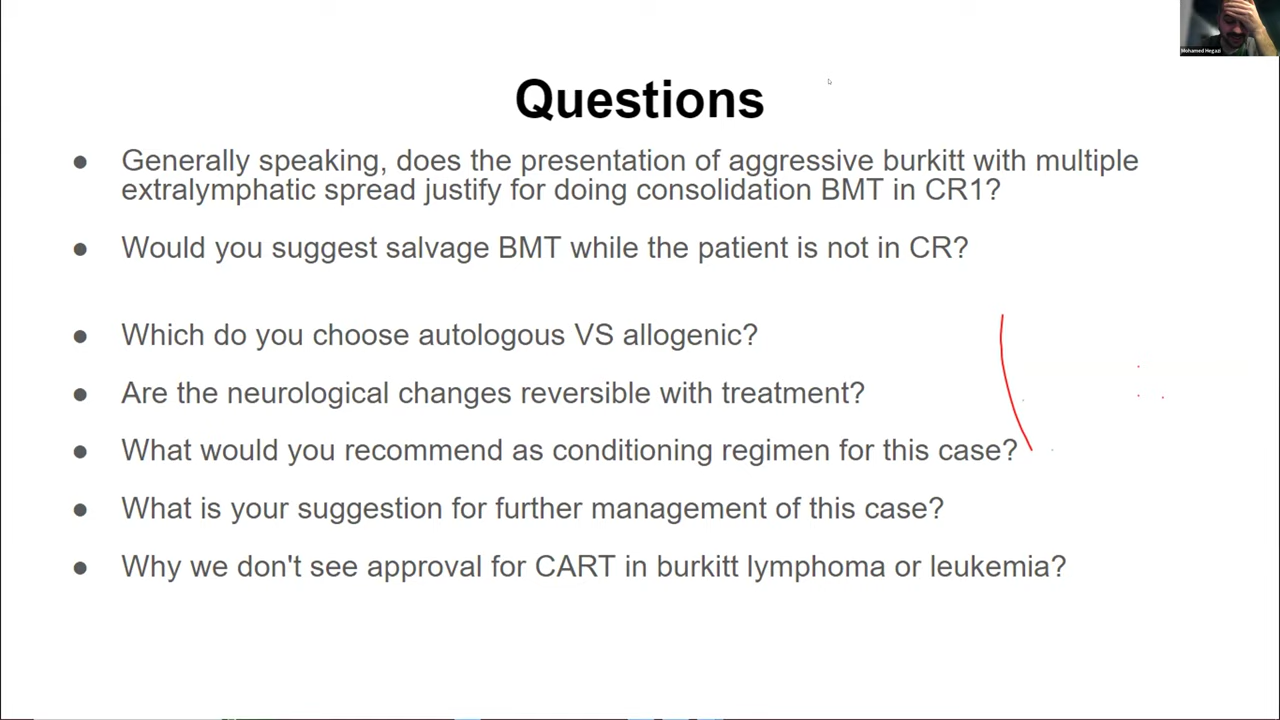 Mohamed Hegazi
Questions
● Generally speaking, does the presentation of aggressive burkitt with multiple
extralymphatic spread justify for doing consolidation BMT in CR1?
● Would you suggest salvage BMT while the patient is not in CR?
● Which do you choose autologous VS allogenic?
● Are the neurological changes reversible with treatment?
● What would you recommend as conditioning regimen for this case?
● What is your suggestion for further management of this case?
● Why we don't see approval for CART in burkitt lymphoma or leukemia?